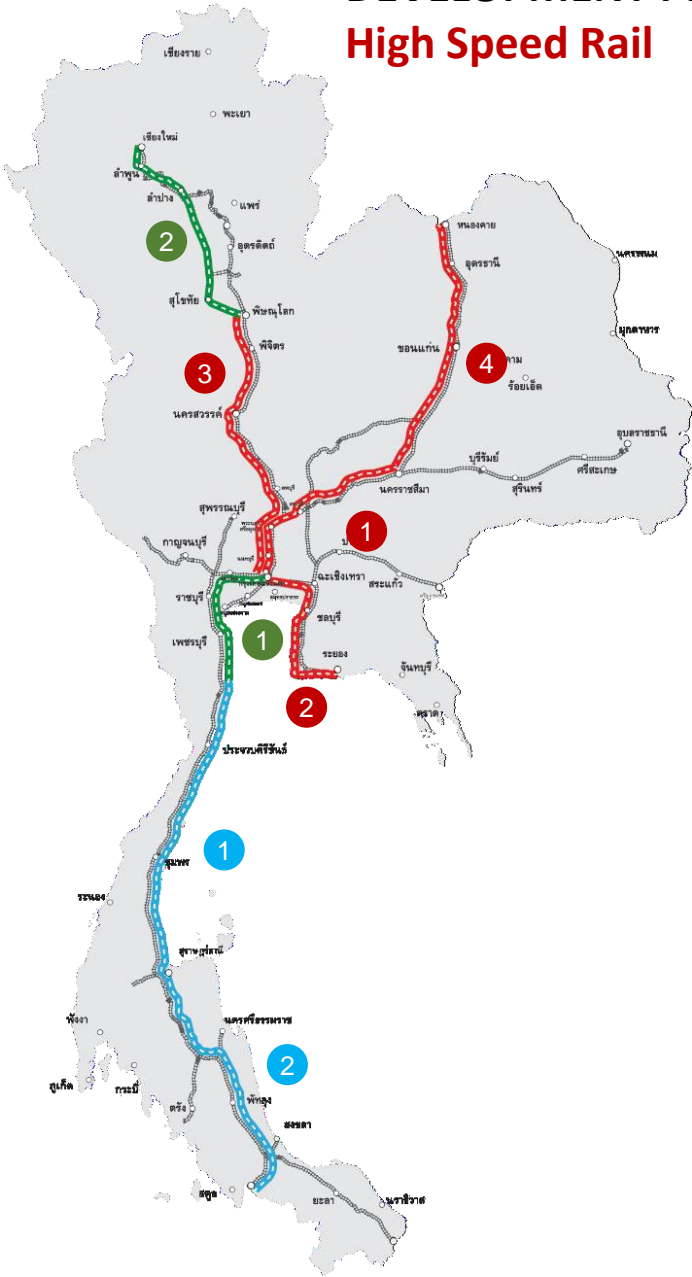 High Speed Rail
เชียงราย
พะเยา
เชียงใหม่
ลำพูน
ลำปาง
แพร่
หนองคาย
2
อุตรดิตถ์
อุดรธานี
นครพนม
สุโขทัย
พิษณุโลก
มุกดาหาร
พิจิตร
ขอนแก่น
3
4
ร้อยเอ็ด
นครสวรรค์
อุบลราชธานี
บุรีรัมย์
ศรีสะเกษ
ลพบุรี
นครราชสีมา
สุรินทร์
สุพรรณบุรี
1
กาญจนบุรี
ฉะเชิงเทรา
สระแก้ว
ราชบุรี
ชลบุรี
เพชรบุรี
1
ระยอง
จันทบุรี
2
ตราด
ประจวบคีรีขันธ์
1
ชุมพร
ระนอง
สุราษฎร์ธานี
พังงา
นครศรีธรรมราช
2
ภูเก็ต
กระบี่
ตรัง
พัทลุง
สงขลา
สตูล
ยะลา
นราธิวาส